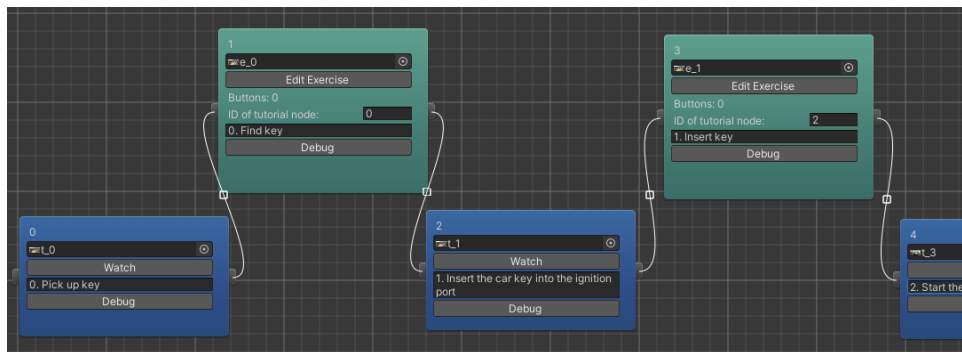 1
e_0
Edit Exercise
Buttons: 0
ID of tutorial node: 0
0. Find key
Debug
3
e_1
Edit Exercise
Buttons: 0
ID of tutorial node: 2
1. Insert key
Debug
0
t_0
Watch
0. Pick up key
Debug
2
t_1
Watch
1. Insert the car key into the ignition
port
Debug
4
t_3
2. Start the